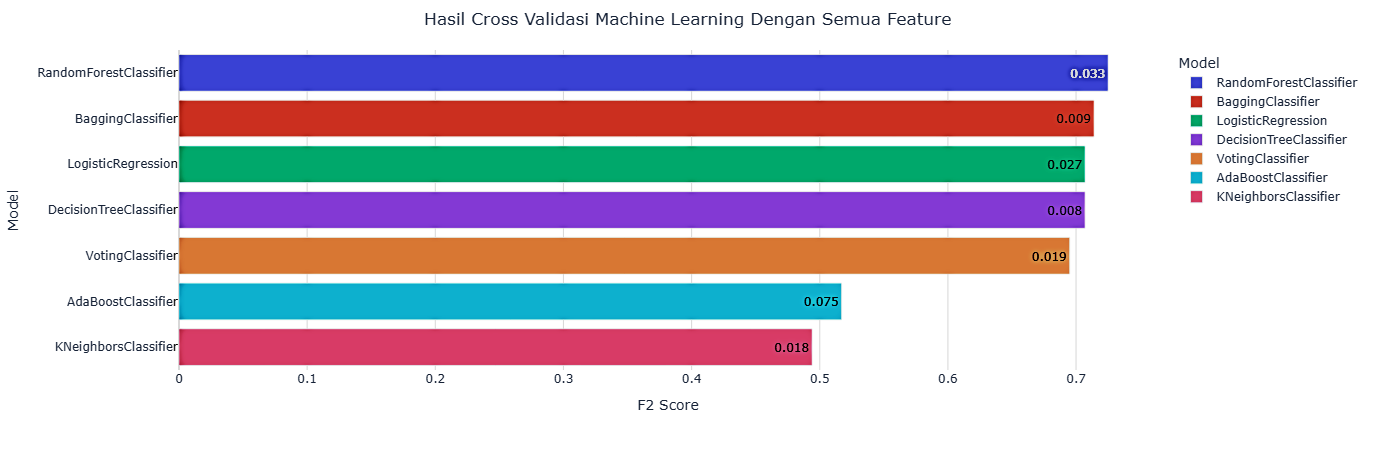 Hasil Cross Validasi Machine Learning Dengan Semua Feature
Model
RandomForestClassifier
0.033
BaggingClassifier
0.009
LogisticRegression
0.027
DecisionTreeClassifier
0.008
VotingClassifier
0.019
AdaBoostClassifier
0.075
KNeighborsClassifier
0.018
0 0.1 0.2 0.3 0.4 0.5 0.6 0.7
F2 Score
Model
RandomForestClassifier
BaggingClassifier
LogisticRegression
DecisionTreeClassifier
VotingClassifier
AdaBoostClassifier
KNeighborsClassifier